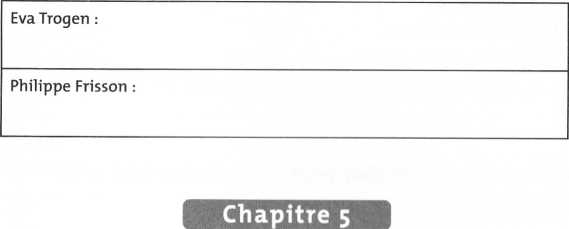 Eva Trogen :
Philippe Frisson :
Chapitre 5